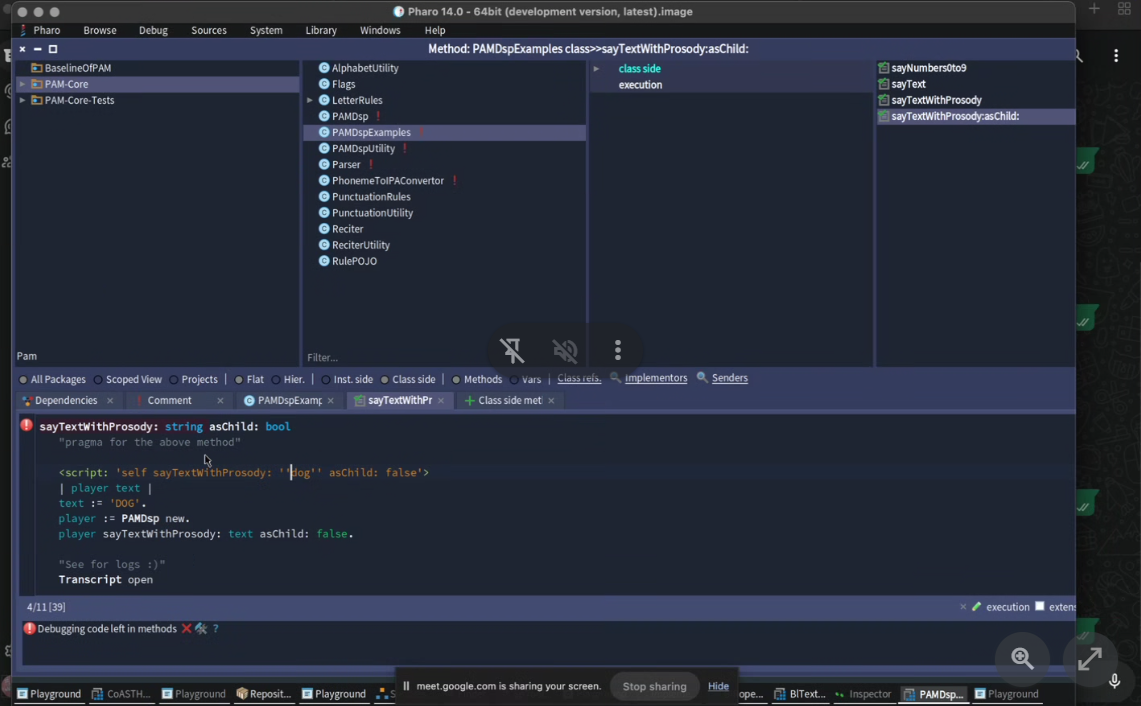 Pharo 14.0 - 64bit (development version, latest).image
Pharo Browse Debug Sources System Library Windows Help
Method: PAMDspExamples class>>sayTextWithProsody:asChild:
BaselineOfPAM
PAM-Core
PAM-Core-Tests
Pam
AlphabetUtility
Flags
LetterRules
PAMDsp !
PAMDspExamples !
PAMDspUtility !
Parser !
PhonemeToIPAConvertor !
PunctuationRules
PunctuationUtility
Reciter
ReciterUtility
RulePOJO
Filter...
class side
execution
sayNumbers0to9
sayText
sayTextWithProsody
sayTextWithProsody:asChild:
All Packages Scoped View Projects | Flat Hier. | Inst. side Class side | Methods Vars | Class refs. Implementors Senders
Dependencies × ! Comment × PAMDspExamp × sayTextWithPr × Class side met ×
sayTextWithProsody: string asChild: bool
"pragma for the above method"
<script: 'self sayTextWithProsody: ''dog'' asChild: false'>
| player text |
text := 'DOG'.
player := PAMDsp new.
player sayTextWithProsody: text asChild: false.
"See for logs :)"
Transcript open
4/11 [39] × execution extens
Debugging code left in methods ?
meet.google.com is sharing your screen. Stop sharing Hide
Playground CoASTH... Playground Reposit... Playground ope... BlText... Inspector PAMDsp... Playground